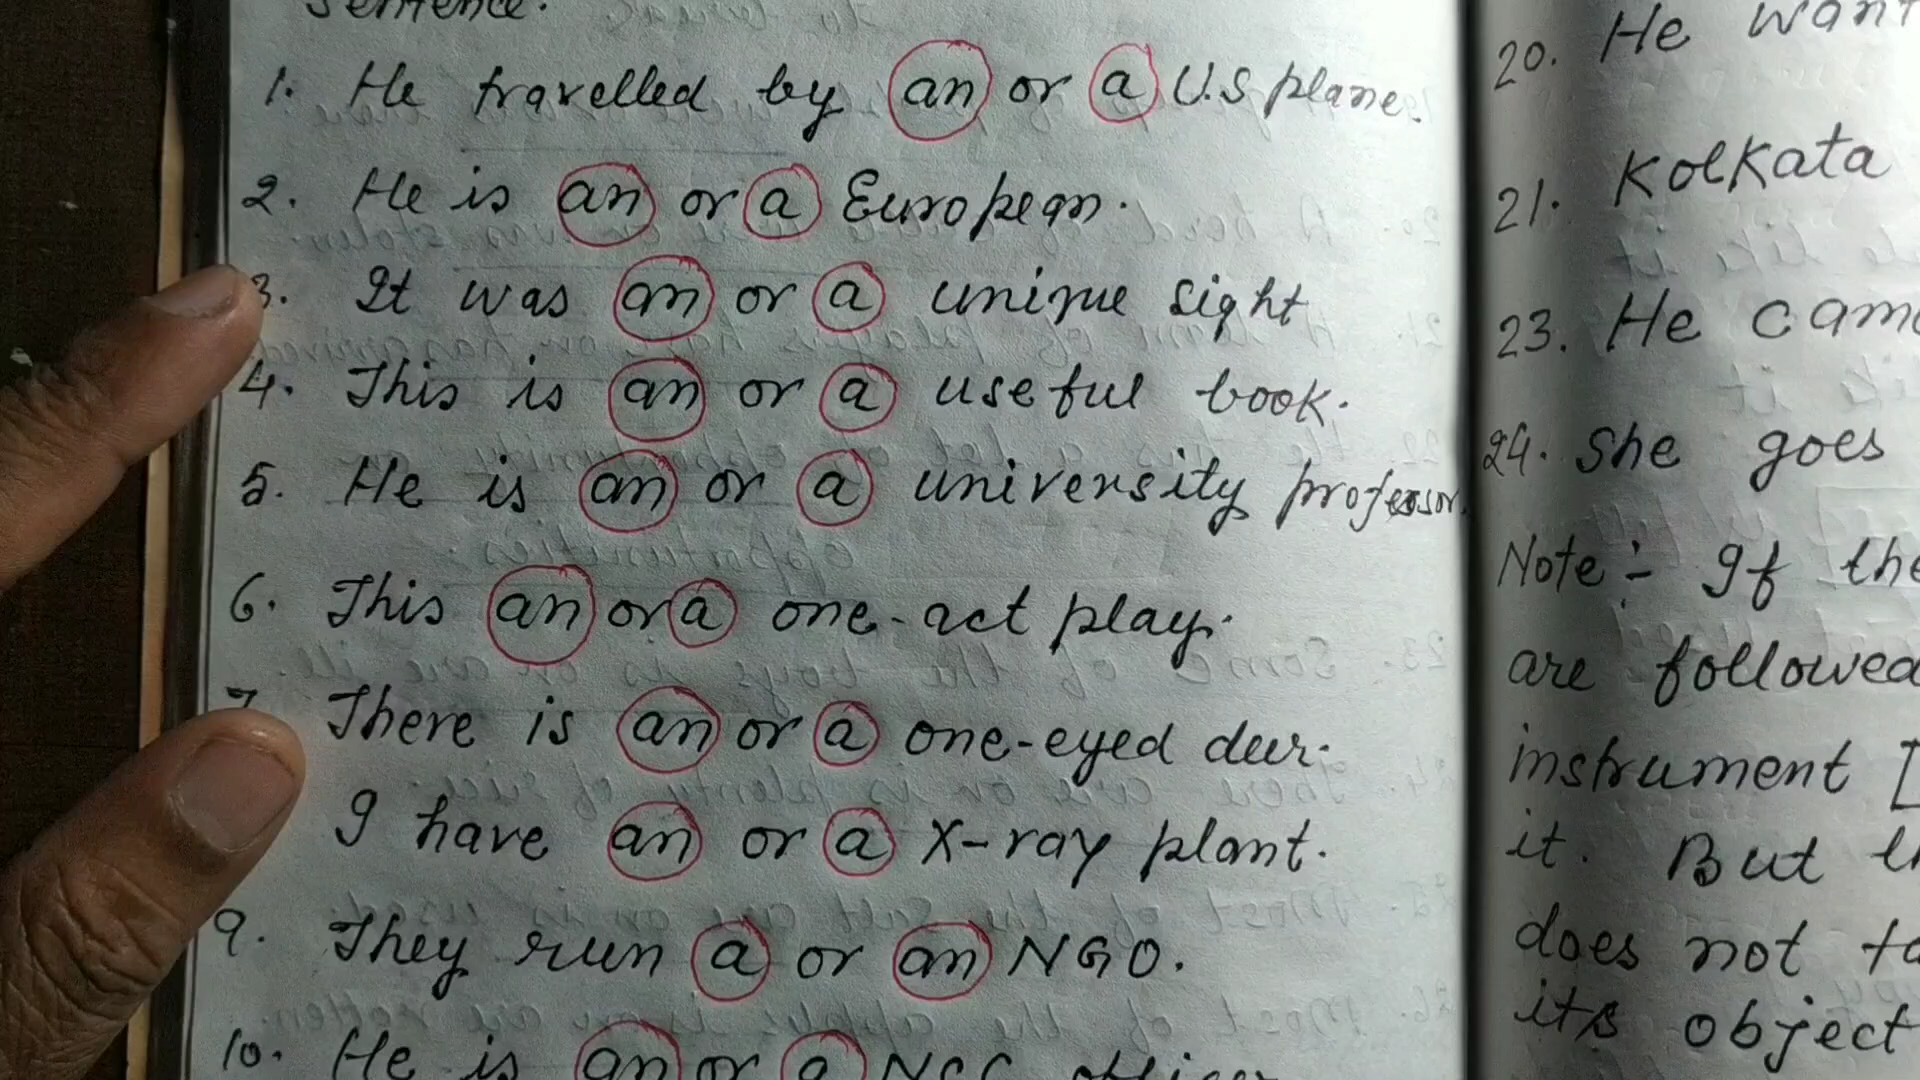 sentence.
1. He travelled by an or a U.S plane.
2. He is an or a European.
3. It was an or a unique sight
4. This is an or a useful book.
5. He is an or a university professor.
6. This an or a one-act play.
7. There is an or a one-eyed deer.
I have an or a X-ray plant.
9. They run a or an NGO.
10. He is an or a NCC officer
20. He want
21. Kolkata
23. He came
24. She goes
Note:- If the
are followed
instrument [
it. But
does not
its object